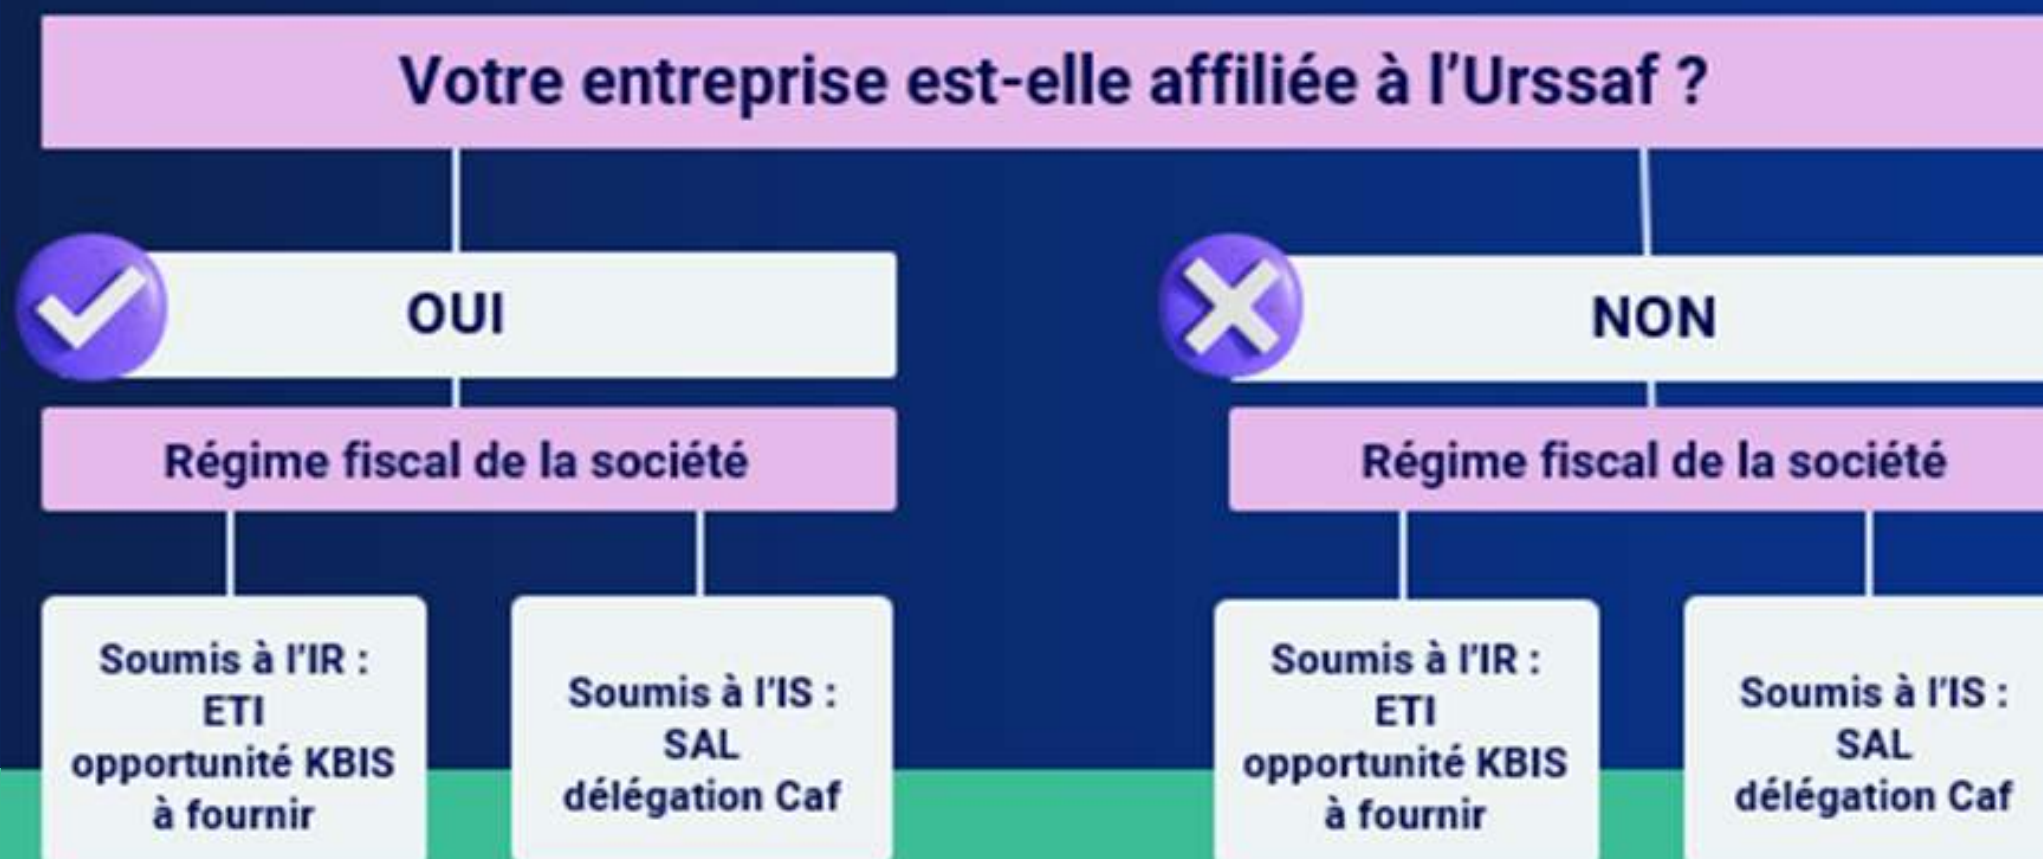 Votre entreprise est-elle affiliée à l'Urssaf ?
OUI
NON
Régime fiscal de la société
Régime fiscal de la société
Soumis à l'IR :
ETI
opportunité KBIS
à fournir
Soumis à l'IS :
SAL
délégation Caf
Soumis à l'IR :
ETI
opportunité KBIS
à fournir
Soumis à l'IS :
SAL
délégation Caf